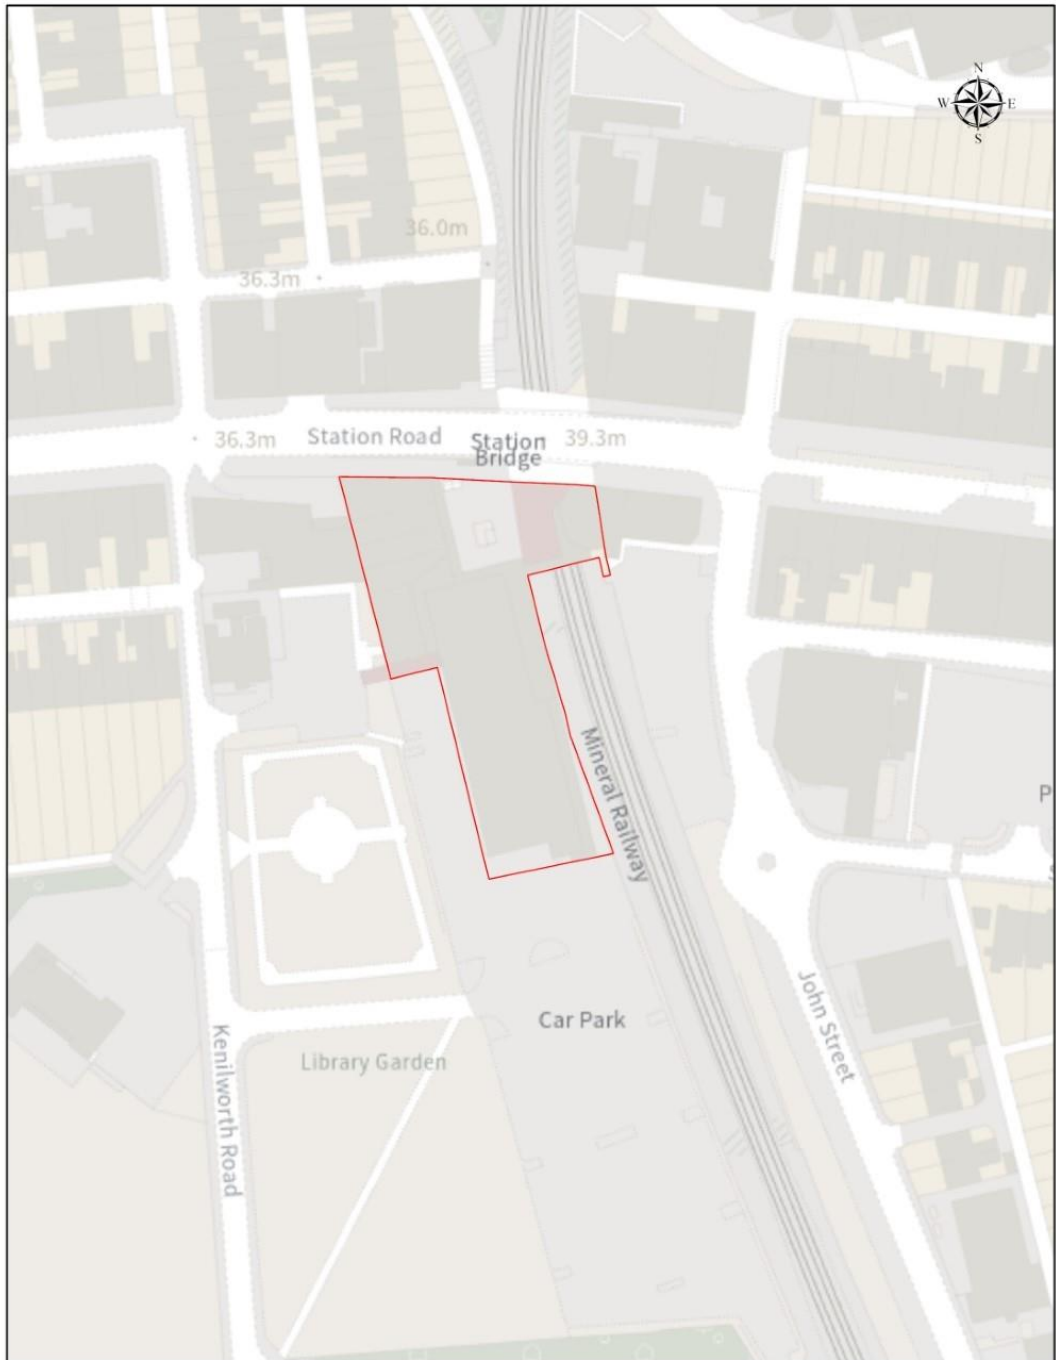 N
W E
S
36.0m
36.3m
36.3m
Station Road
Station
Bridge
39.3m
Mineral Railway
P
Car Park
John Street
Library Garden
Kenilworth Road